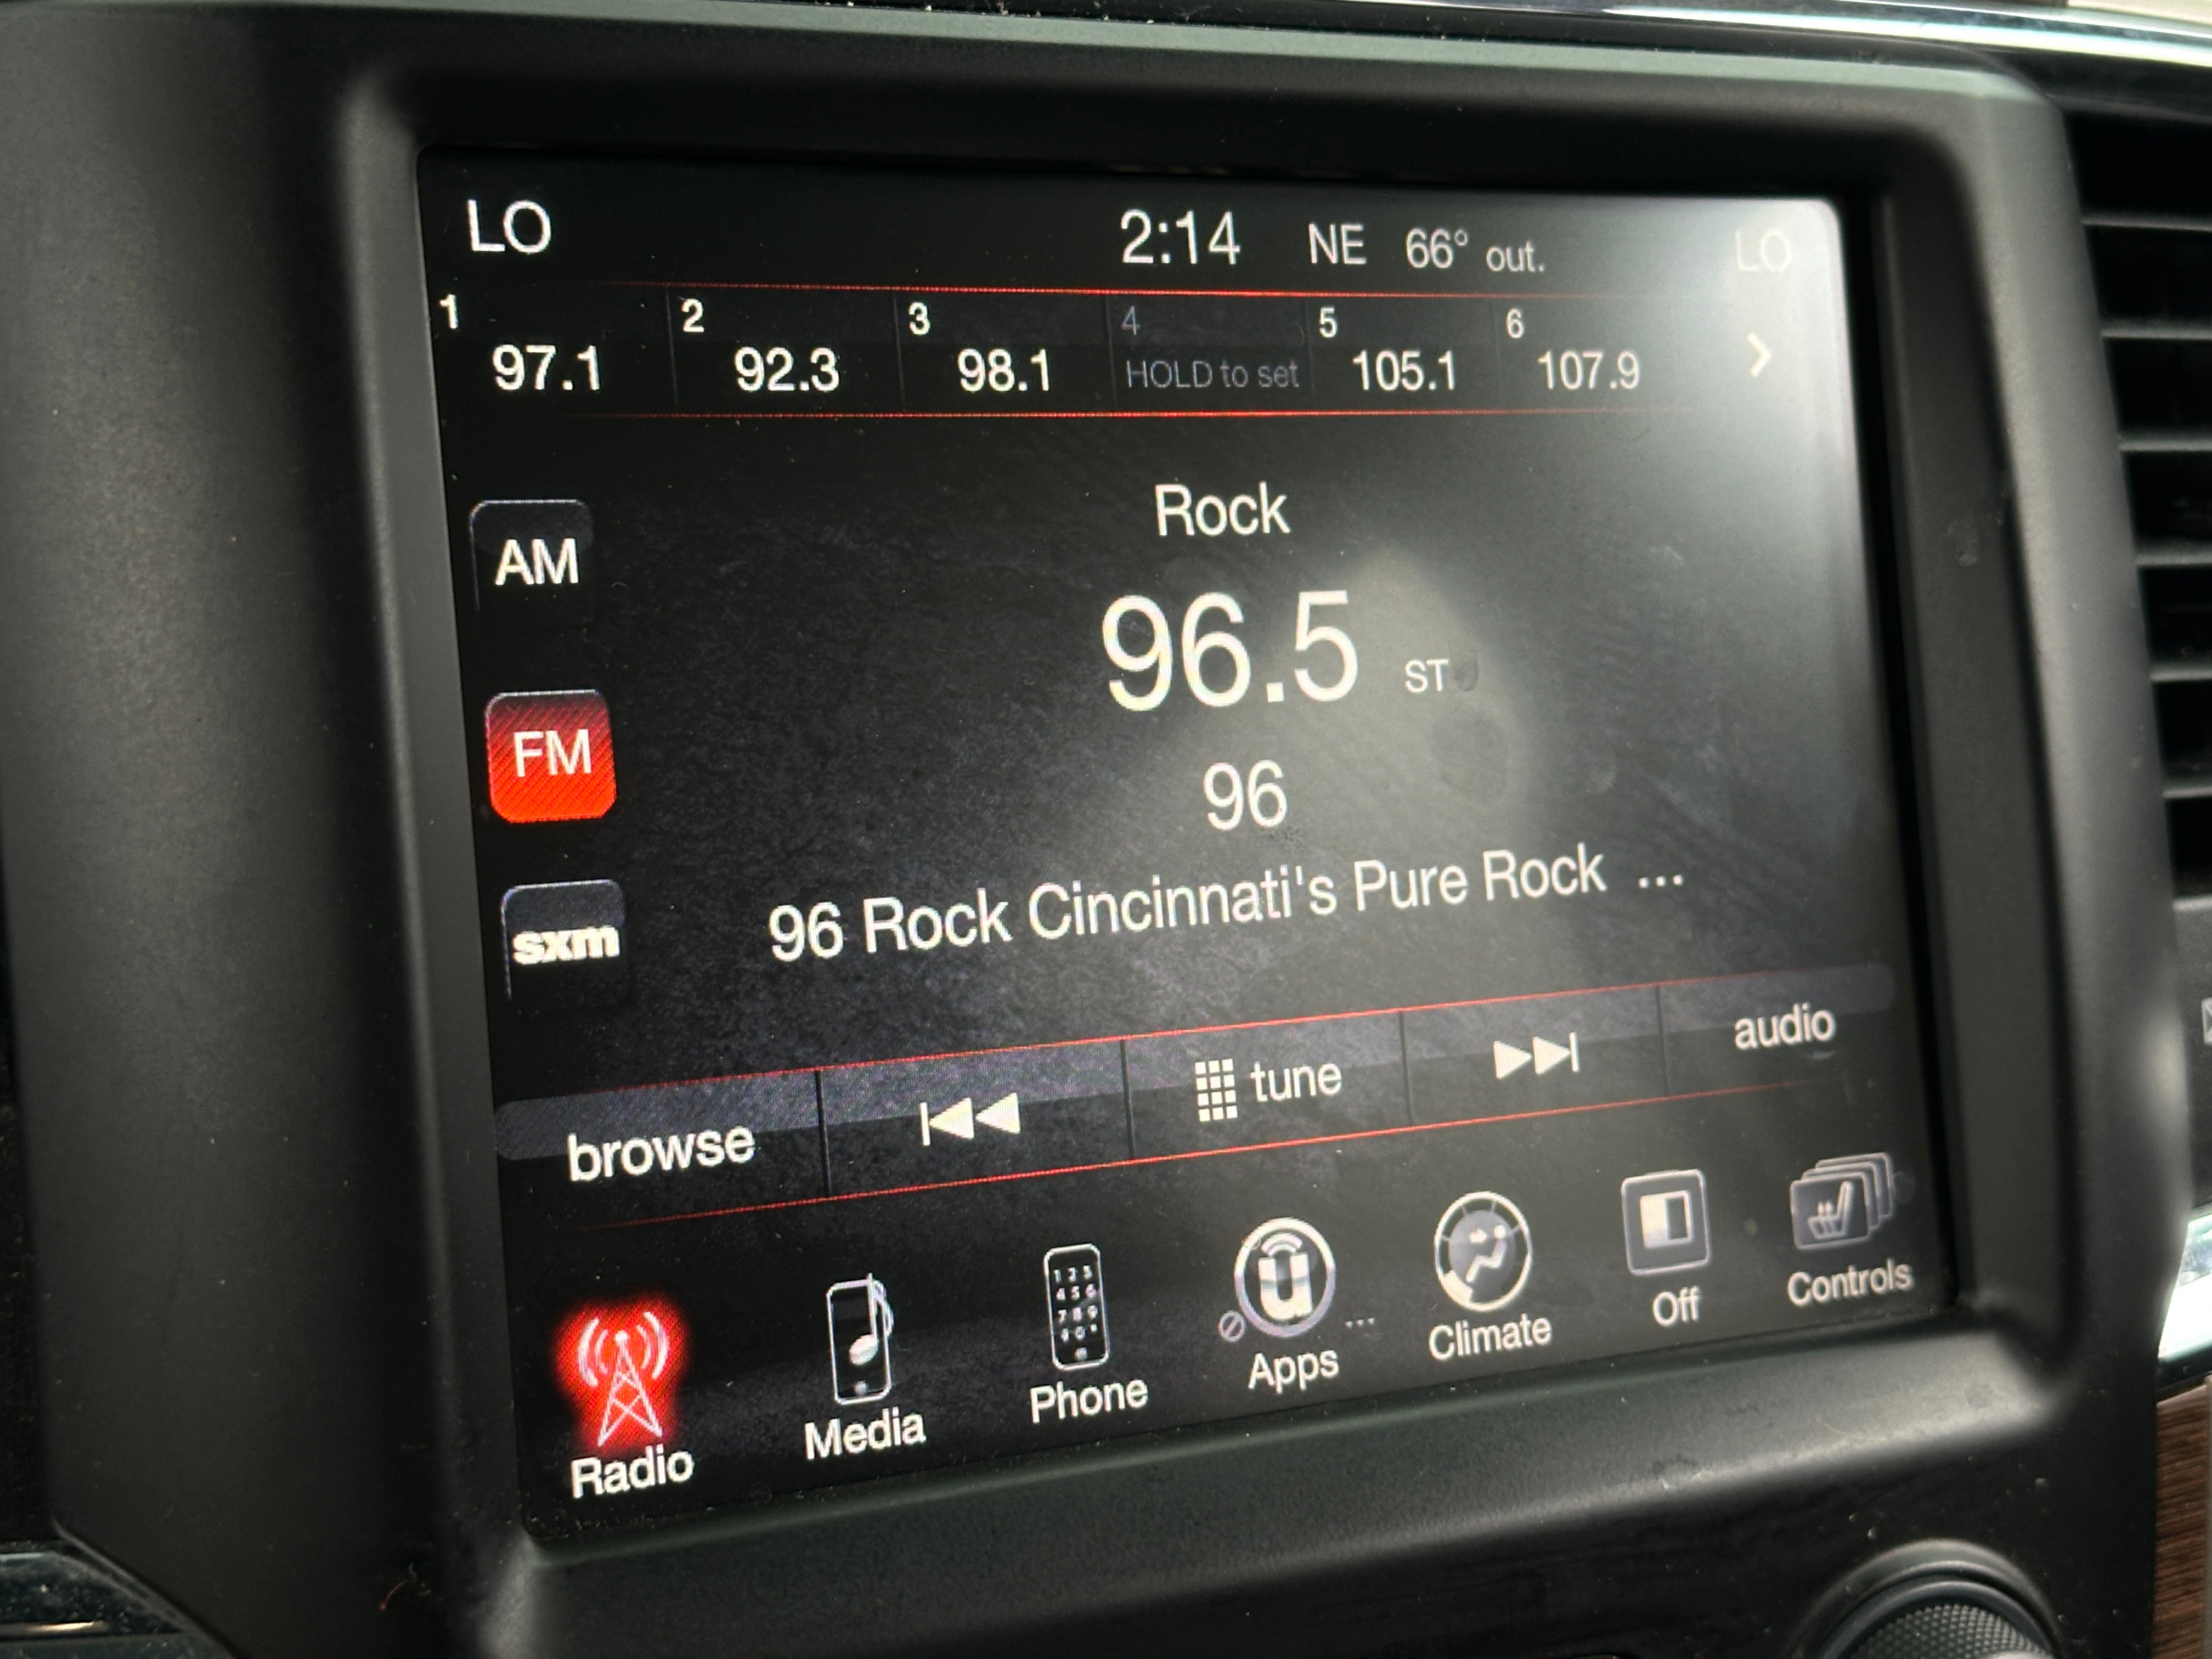 LO 2:14 NE 66° out. LO
1 2 3 4 5 6
97.1 92.3 98.1 HOLD to set 105.1 107.9
Rock
AM
96.5 ST
FM
96
96 Rock Cincinnati's Pure Rock ...
sxm
browse tune audio
Radio Media Phone Apps ... Climate Off Controls